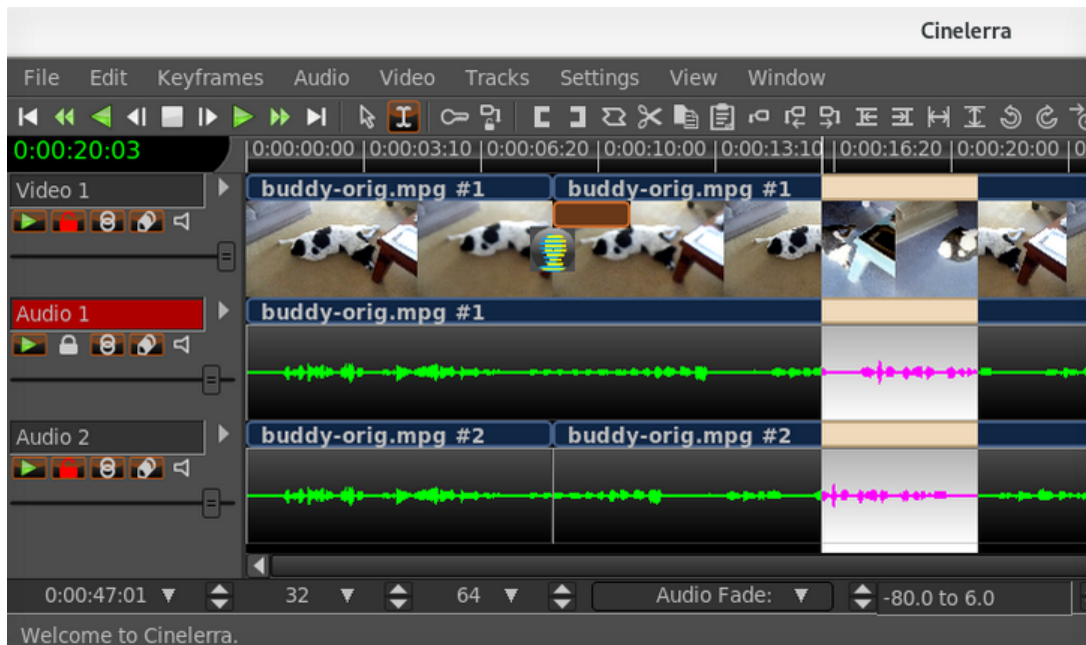 Cinelerra
File Edit Keyframes Audio Video Tracks Settings View Window
0:00:20:03 0:00:00:00 0:00:03:10 0:00:06:20 0:00:10:00 0:00:13:10 0:00:16:20 0:00:20:00 0
Video 1 buddy-orig.mpg #1 buddy-orig.mpg #1
Audio 1 buddy-orig.mpg #1
Audio 2 buddy-orig.mpg #2 buddy-orig.mpg #2
0:00:47:01 32 64 Audio Fade: -80.0 to 6.0
Welcome to Cinelerra.